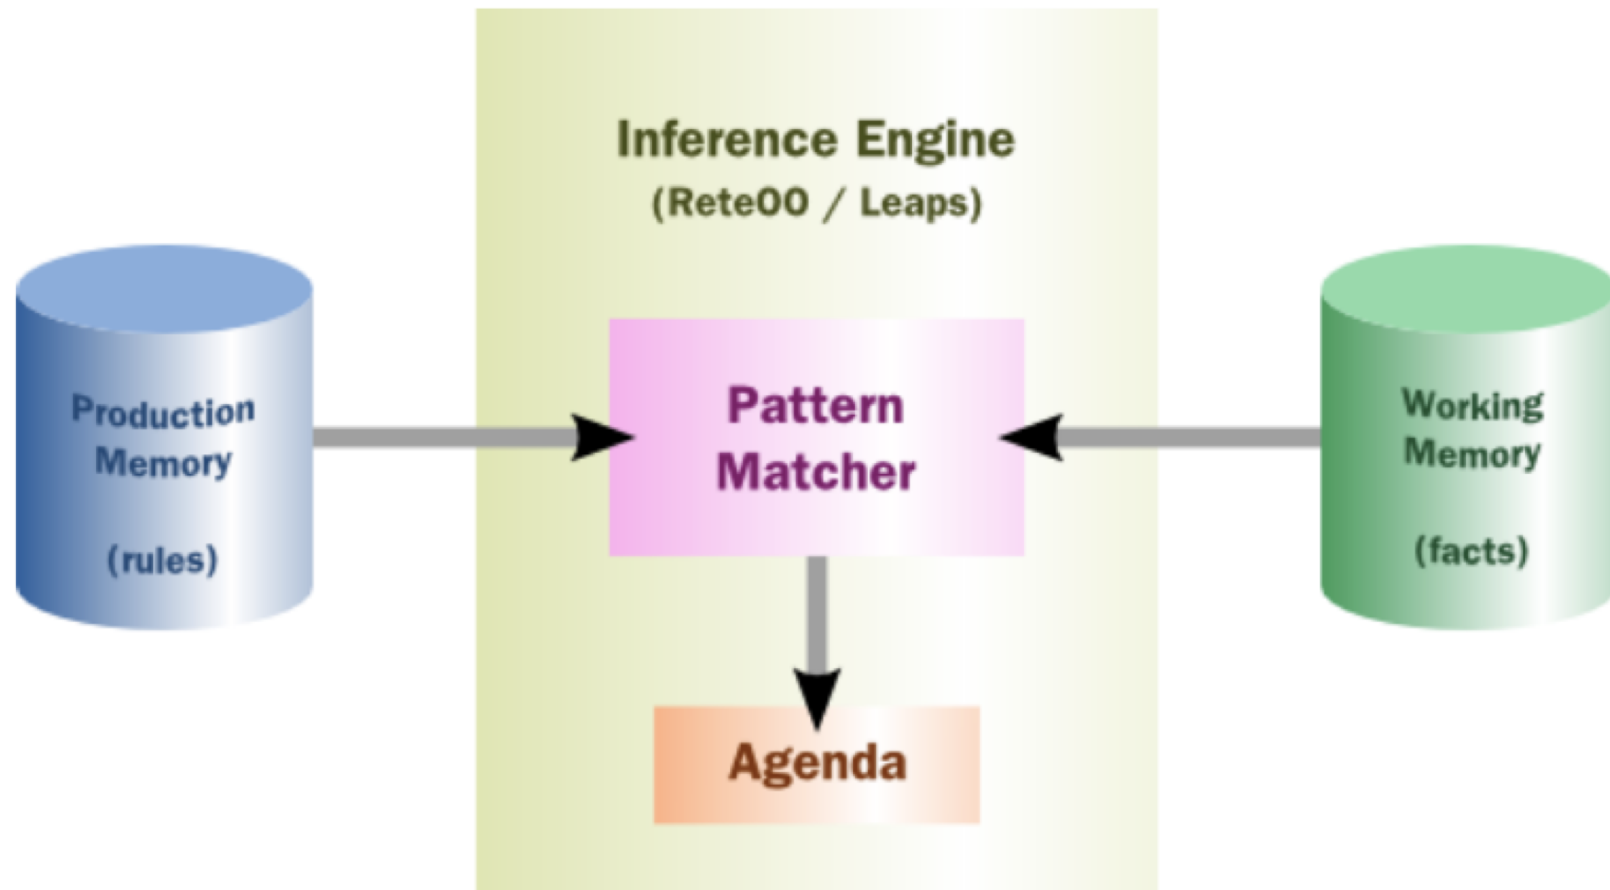 Inference Engine
(ReteOO / Leaps)
Production
Memory
(rules)
Pattern
Matcher
Working
Memory
(facts)
Agenda